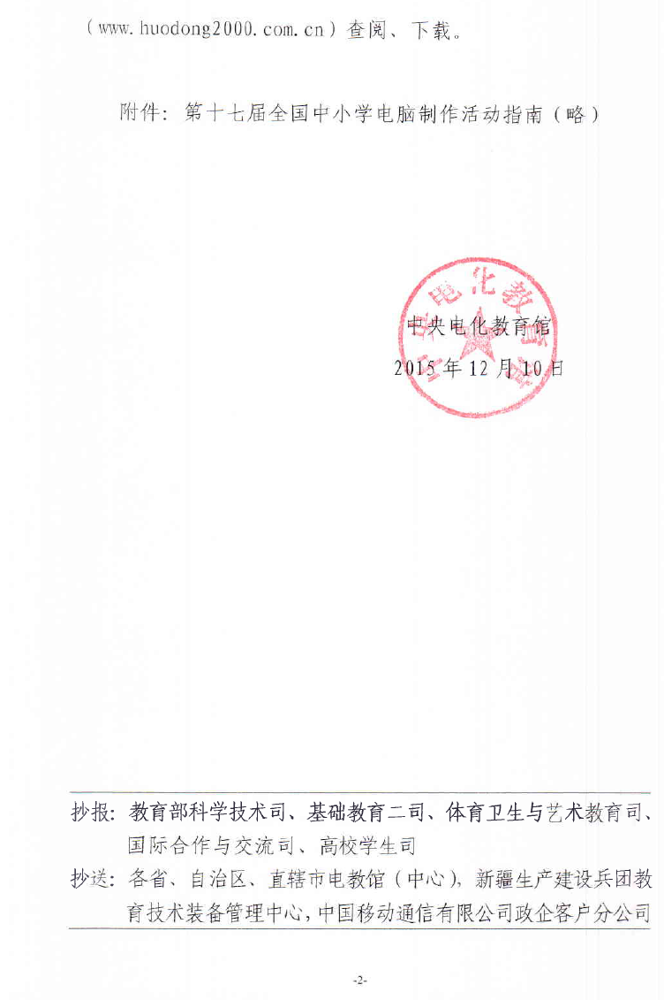 （www.huodong2000.com.cn）查阅、下载。
附件：第十七届全国中小学电脑制作活动指南（略）
中央电化教育馆
中央电化教育馆
2015年12月10日
抄报：教育部科学技术司、基础教育二司、体育卫生与艺术教育司、
国际合作与交流司、高校学生司
抄送：各省、自治区、直辖市电教馆（中心），新疆生产建设兵团教
育技术装备管理中心，中国移动通信有限公司政企客户分公司
-2-